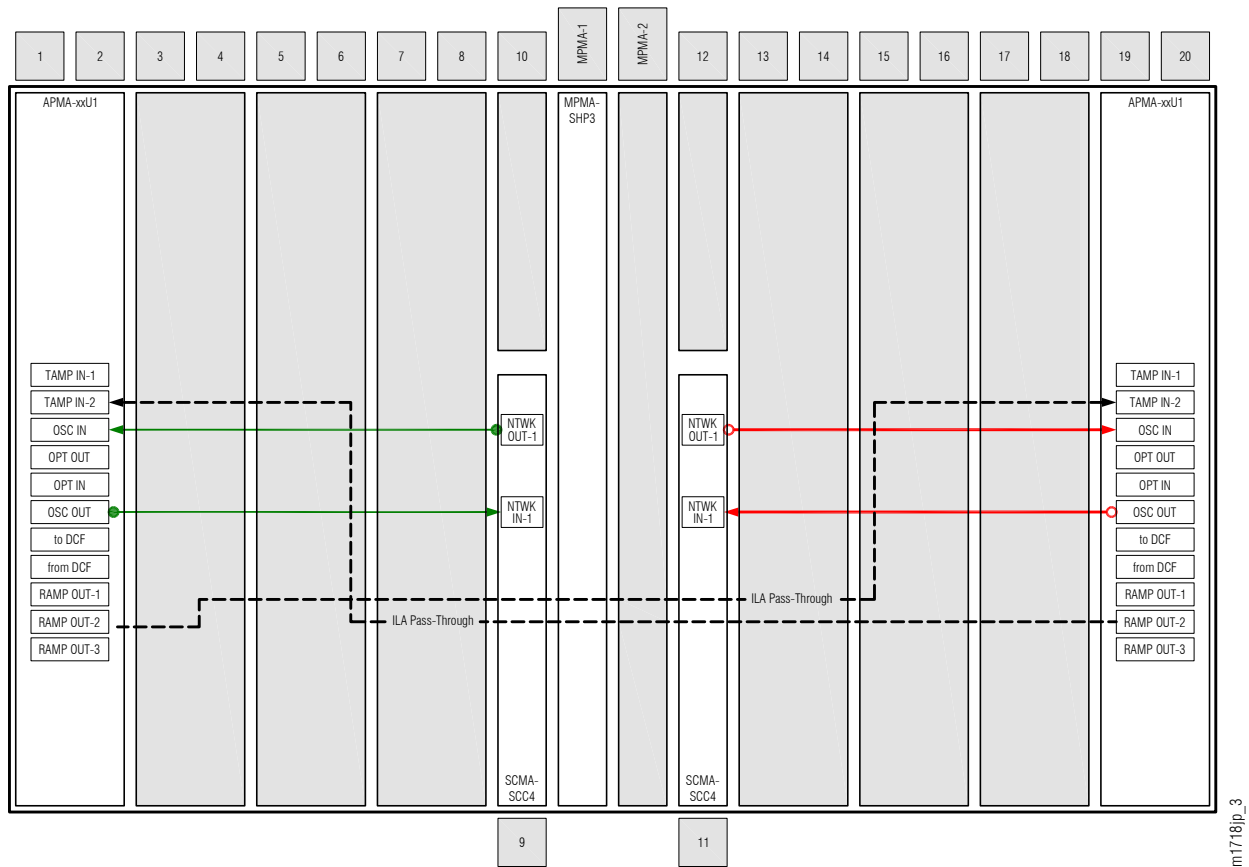 1
2
3
4
5
6
7
8
10
MPMA-1
MPMA-2
12
13
14
15
16
17
18
19
20
APMA-xxU1
MPMA-
SHP3
APMA-xxU1
TAMP IN-1
TAMP IN-2
OSC IN
OPT OUT
OPT IN
OSC OUT
to DCF
from DCF
RAMP OUT-1
RAMP OUT-2
RAMP OUT-3
NTWK
OUT-1
NTWK
IN-1
NTWK
OUT-1
NTWK
IN-1
TAMP IN-1
TAMP IN-2
OSC IN
OPT OUT
OPT IN
OSC OUT
to DCF
from DCF
RAMP OUT-1
RAMP OUT-2
RAMP OUT-3
ILA Pass-Through
ILA Pass-Through
SCMA-
SCC4
SCMA-
SCC4
9
11
m1718jp_3